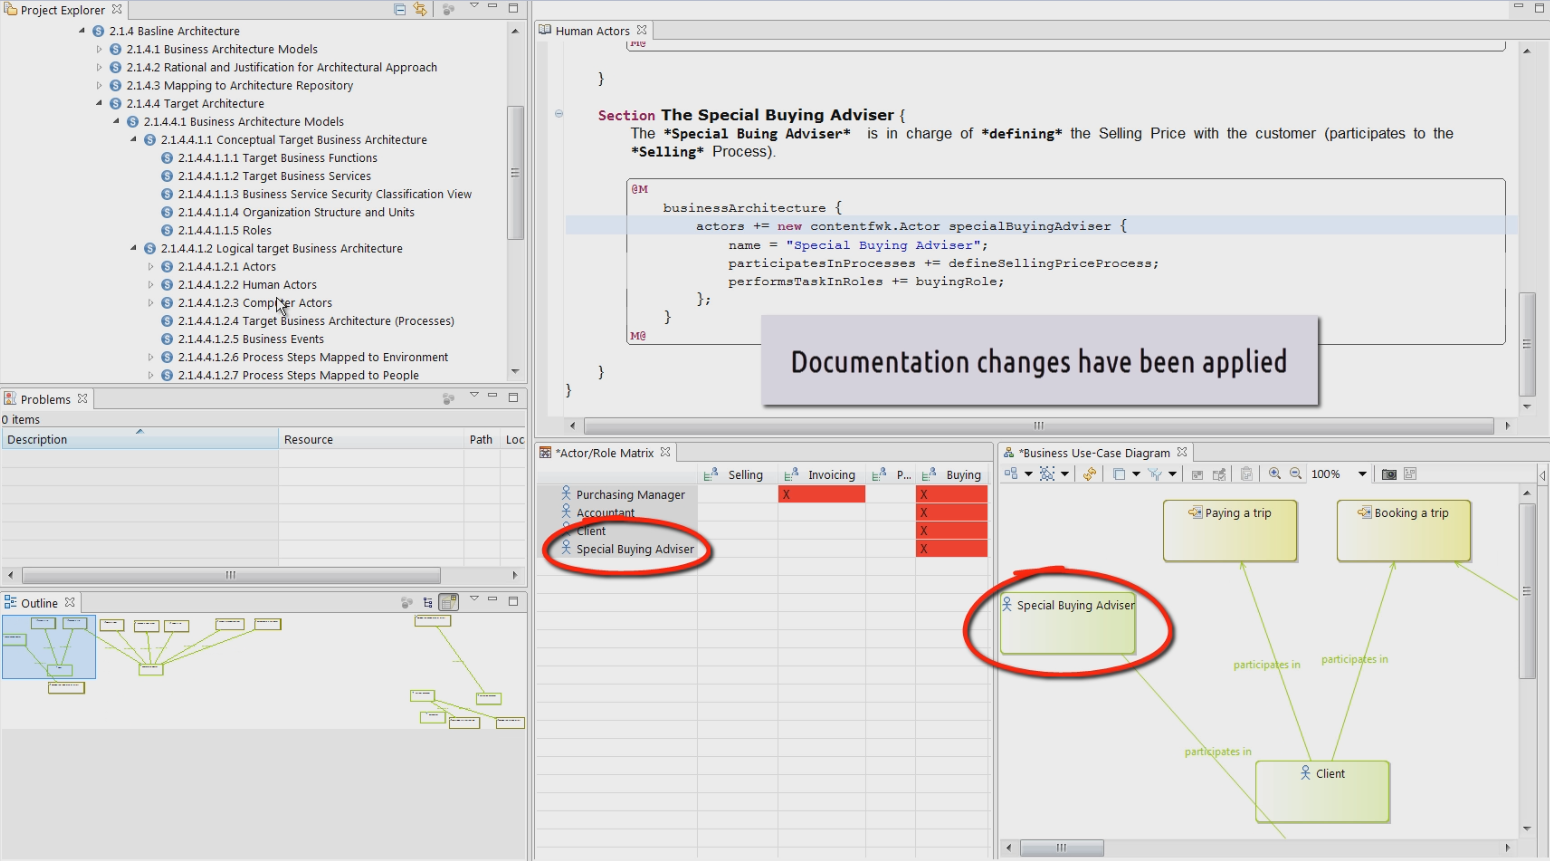 Project Explorer
2.1.4 Basline Architecture
2.1.4.1 Business Architecture Models
2.1.4.2 Rational and Justification for Architectural Approach
2.1.4.3 Mapping to Architecture Repository
2.1.4.4 Target Architecture
2.1.4.4.1 Business Architecture Models
2.1.4.4.1.1 Conceptual Target Business Architecture
2.1.4.4.1.1.1 Target Business Functions
2.1.4.4.1.1.2 Target Business Services
2.1.4.4.1.1.3 Business Service Security Classification View
2.1.4.4.1.1.4 Organization Structure and Units
2.1.4.4.1.1.5 Roles
2.1.4.4.1.2 Logical target Business Architecture
2.1.4.4.1.2.1 Actors
2.1.4.4.1.2.2 Human Actors
2.1.4.4.1.2.3 Computer Actors
2.1.4.4.1.2.4 Target Business Architecture (Processes)
2.1.4.4.1.2.5 Business Events
2.1.4.4.1.2.6 Process Steps Mapped to Environment
2.1.4.4.1.2.7 Process Steps Mapped to People
Problems
0 items
Description Resource Path Loc
Outline
Human Actors
M@
}
Section The Special Buying Adviser {
The *Special Buing Adviser* is in charge of *defining* the Selling Price with the customer (participates to the
*Selling* Process).
@M
businessArchitecture {
actors += new contentfwk.Actor specialBuyingAdviser {
name = "Special Buying Adviser";
participatesInProcesses += defineSellingPriceProcess;
performsTaskInRoles += buyingRole;
};
}
M@
Documentation changes have been applied
}
}
*Actor/Role Matrix
Selling Invoicing P... Buying
Purchasing Manager X X
Accountant X
Client X
Special Buying Adviser X
*Business Use-Case Diagram
100%
Paying a trip
Booking a trip
Special Buying Adviser
participates in
participates in
participates in
Client